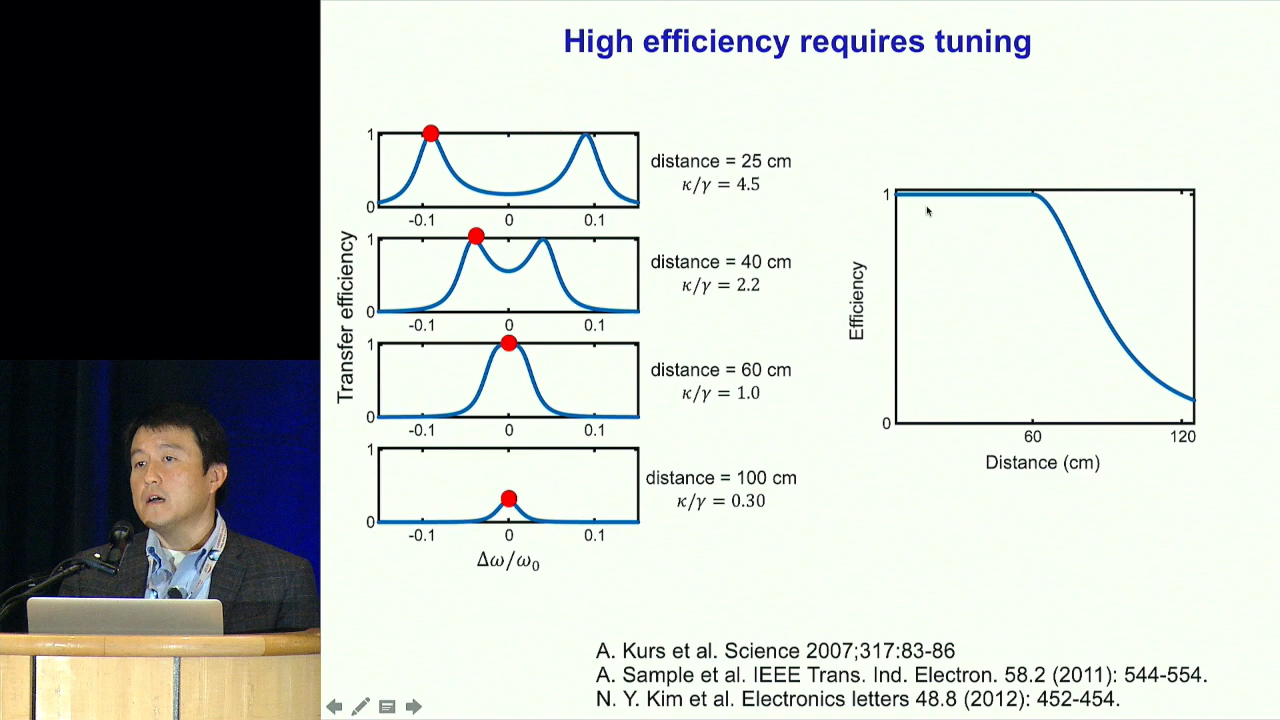 High efficiency requires tuning
Transfer efficiency
1
0
-0.1 0 0.1
distance = 25 cm
κ/γ = 4.5
1
0
-0.1 0 0.1
distance = 40 cm
κ/γ = 2.2
1
0
-0.1 0 0.1
distance = 60 cm
κ/γ = 1.0
1
0
-0.1 0 0.1
distance = 100 cm
κ/γ = 0.30
Δω/ω₀
Efficiency
1
0
60 120
Distance (cm)
A. Kurs et al. Science 2007;317:83-86
A. Sample et al. IEEE Trans. Ind. Electron. 58.2 (2011): 544-554.
N. Y. Kim et al. Electronics letters 48.8 (2012): 452-454.